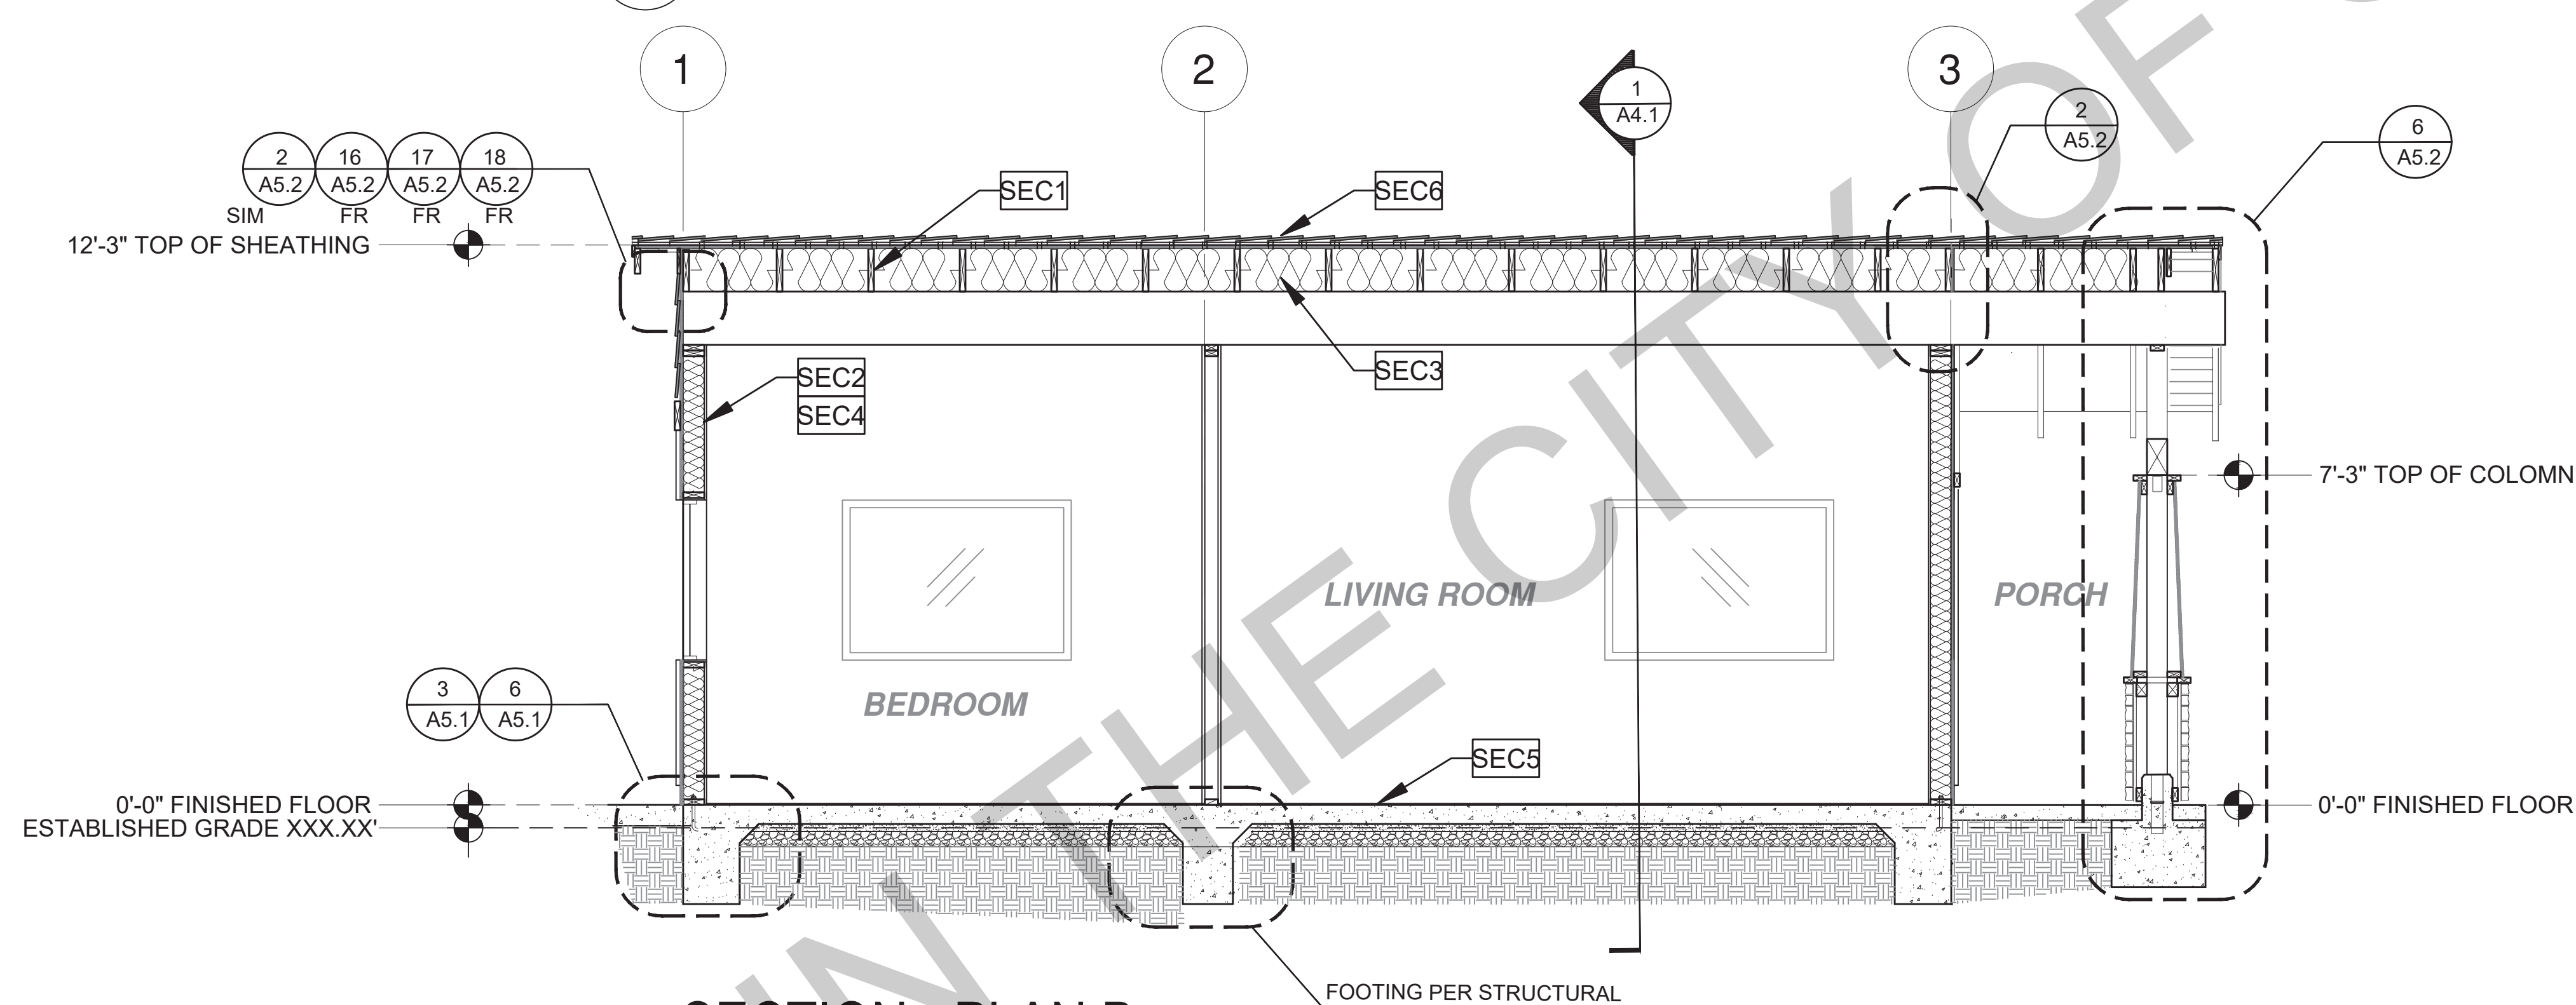 1
2
3
1
A4.1
2
A5.2
6
A5.2
2
A5.2
SIM
16
A5.2
FR
17
A5.2
FR
18
A5.2
FR
12'-3" TOP OF SHEATHING
SEC1
SEC6
SEC3
SEC2
SEC4
7'-3" TOP OF COLOMN
LIVING ROOM
PORCH
BEDROOM
3
A5.1
6
A5.1
SEC5
0'-0" FINISHED FLOOR
ESTABLISHED GRADE XXX.XX'
0'-0" FINISHED FLOOR
FOOTING PER STRUCTURAL
IN THE CITY OF